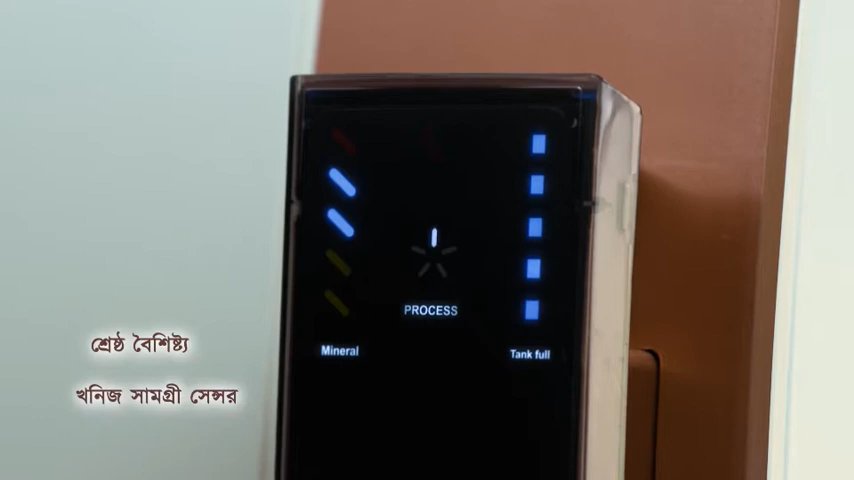 PROCESS
Mineral
Tank full
শ্রেষ্ঠ বৈশিষ্ট্য
খনিজ সামগ্রী সেন্সর